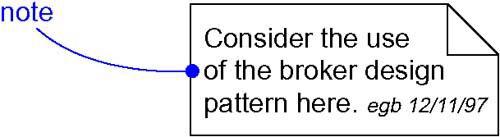 note
Consider the use
of the broker design
pattern here. egb 12/11/97